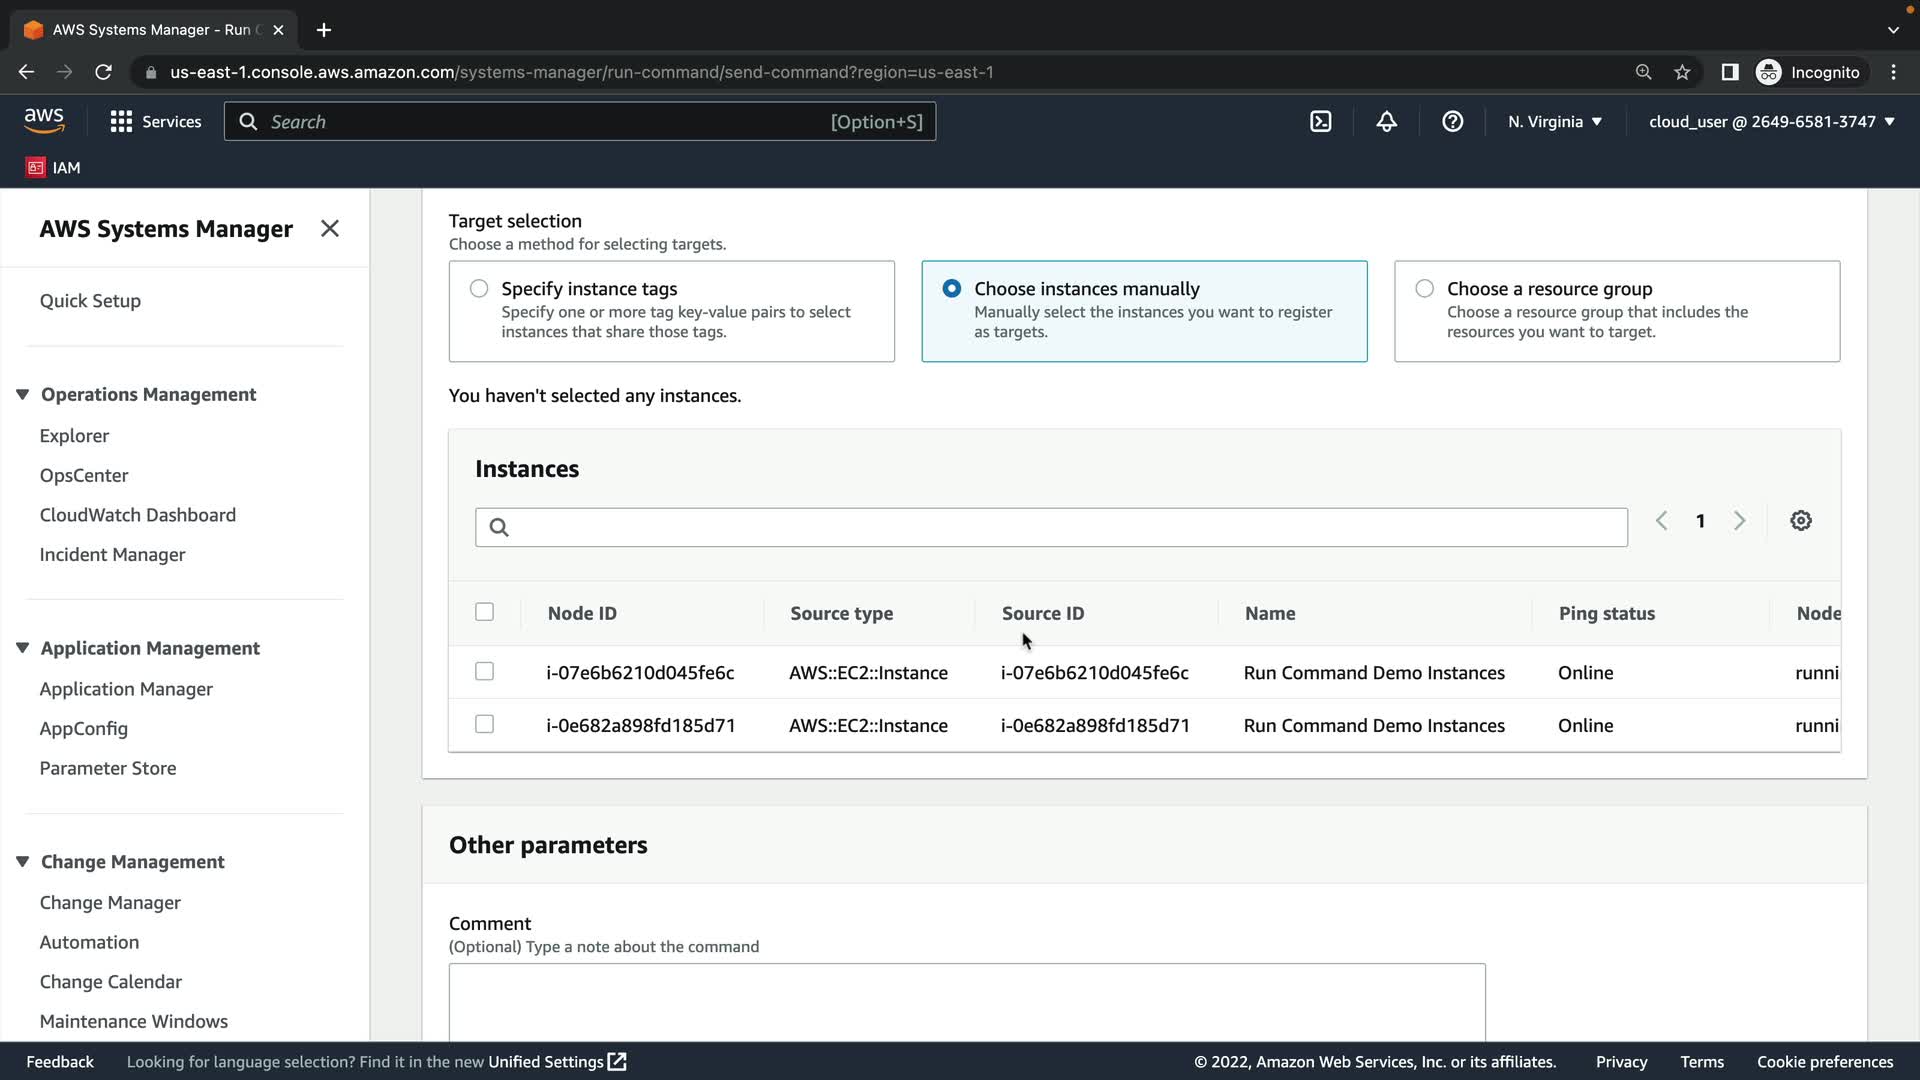 AWS Systems Manager - Run
us-east-1.console.aws.amazon.com/systems-manager/run-command/send-command?region=us-east-1
Incognito
aws
Services
Search
[Option+S]
N. Virginia
cloud_user @ 2649-6581-3747
IAM
AWS Systems Manager
Quick Setup
Operations Management
Explorer
OpsCenter
CloudWatch Dashboard
Incident Manager
Application Management
Application Manager
AppConfig
Parameter Store
Change Management
Change Manager
Automation
Change Calendar
Maintenance Windows
Target selection
Choose a method for selecting targets.
Specify instance tags
Specify one or more tag key-value pairs to select
instances that share those tags.
Choose instances manually
Manually select the instances you want to register
as targets.
Choose a resource group
Choose a resource group that includes the
resources you want to target.
You haven't selected any instances.
Instances
1
Node ID Source type Source ID Name Ping status Node
i-07e6b6210d045fe6c AWS::EC2::Instance i-07e6b6210d045fe6c Run Command Demo Instances Online runni
i-0e682a898fd185d71 AWS::EC2::Instance i-0e682a898fd185d71 Run Command Demo Instances Online runni
Other parameters
Comment
(Optional) Type a note about the command
Feedback
Looking for language selection? Find it in the new Unified Settings
© 2022, Amazon Web Services, Inc. or its affiliates.
Privacy
Terms
Cookie preferences